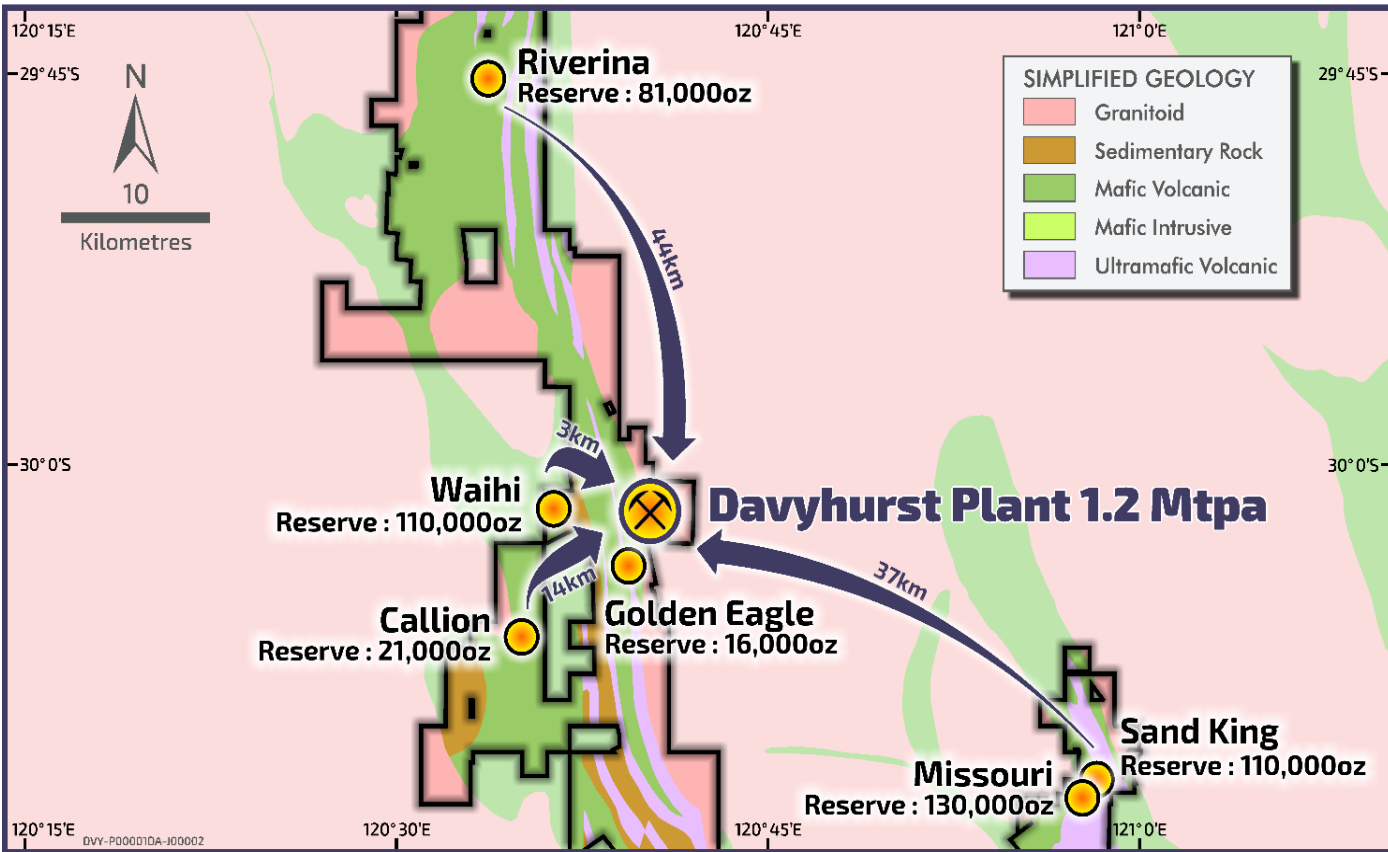 120°15'E
120°45'E
121°0'E
29°45'S
29°45'S
N
10
Kilometres
Riverina
Reserve : 81,000oz
SIMPLIFIED GEOLOGY
Granitoid
Sedimentary Rock
Mafic Volcanic
Mafic Intrusive
Ultramafic Volcanic
44km
3km
30°0'S
30°0'S
Waihi
Reserve : 110,000oz
Davyhurst Plant 1.2 Mtpa
14km
37km
Callion
Reserve : 21,000oz
Golden Eagle
Reserve : 16,000oz
Sand King
Reserve : 110,000oz
Missouri
Reserve : 130,000oz
120°15'E
120°30'E
120°45'E
121°0'E
DVY-P00001DA-J00002